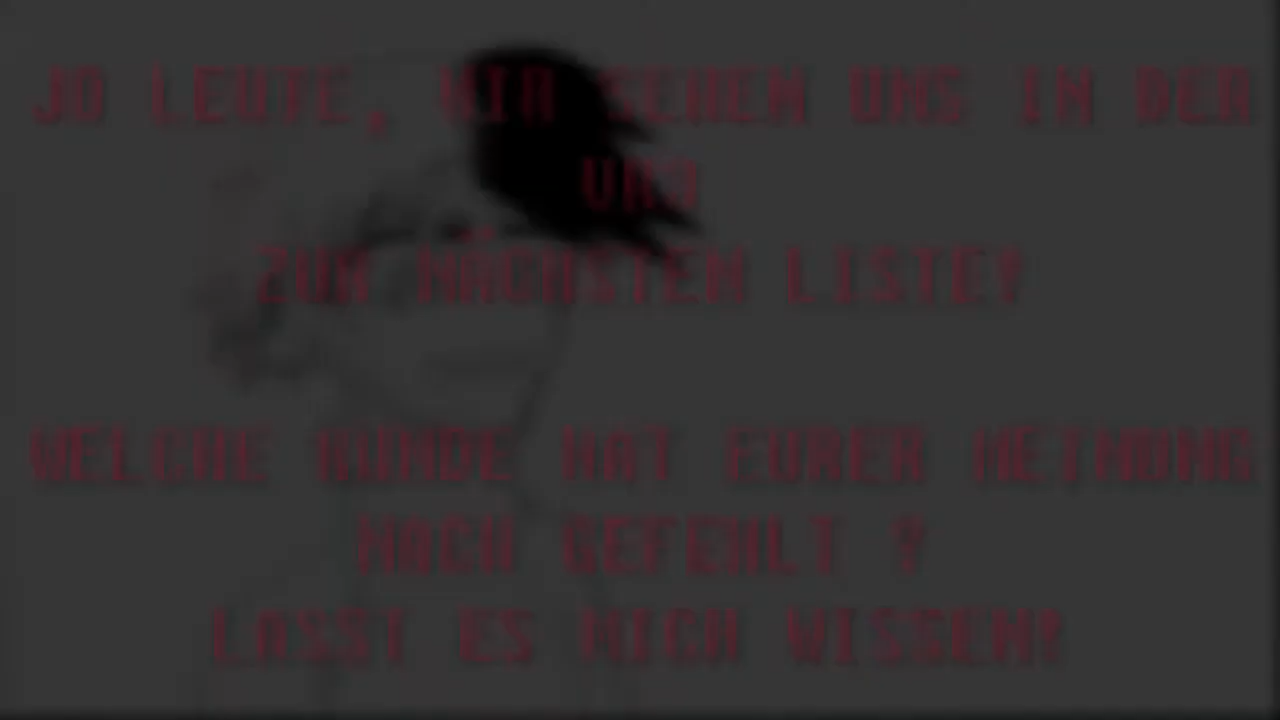 JO LEUTE, WIR SEHEN UNS IN DER
NÄCHSTEN LISTE!
WELCHE HAT EURER MEINUNG
NACH GEFEHLT ?
LASST ES MICH WISSEN!